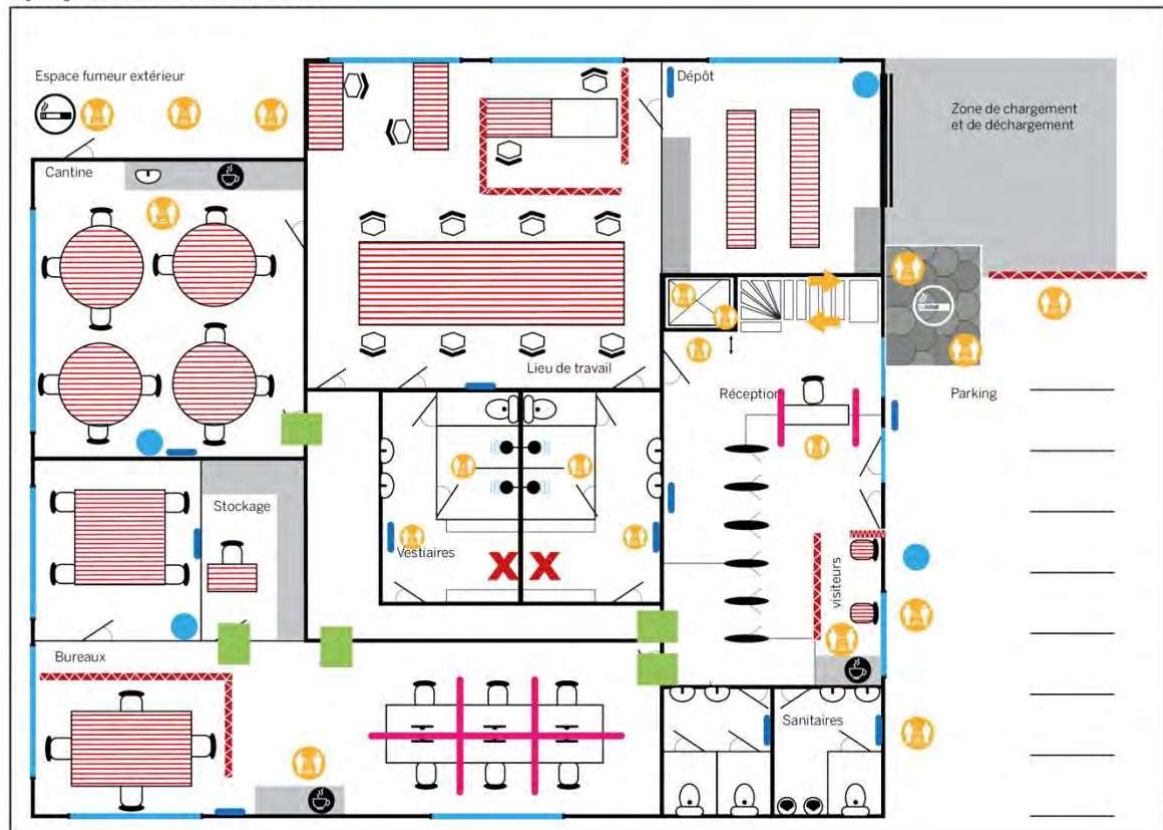 Espace fumeur extérieur
Cantine
Dépôt
Zone de chargement
et de déchargement
Lieu de travail
Réception
Parking
Stockage
Vestiaires
visiteurs
Bureaux
Sanitaires